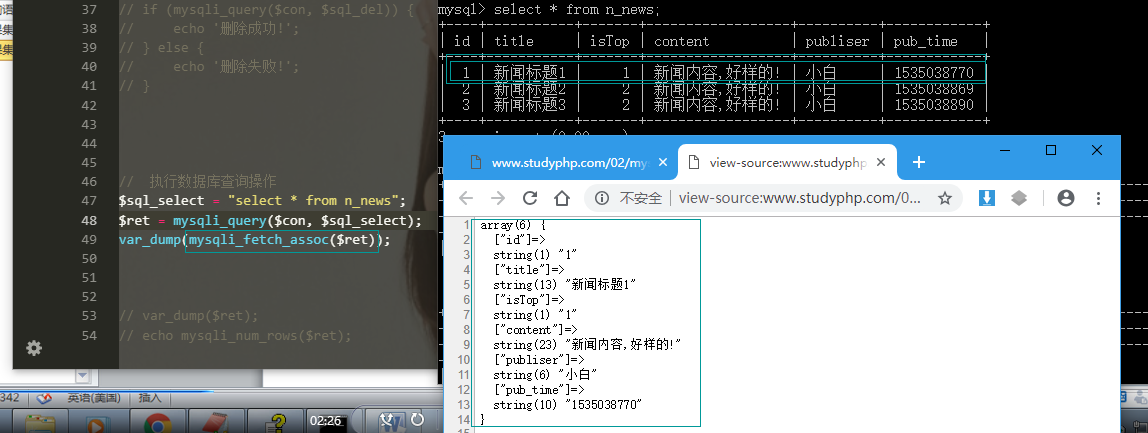 37 // if (mysqli_query($con, $sql_del)) {
38 //     echo '删除成功!';
39 // } else {
40 //     echo '删除失败!';
41 // }
42
43
44
45
46 //  执行数据库查询操作
47 $sql_select = "select * from n_news";
48 $ret = mysqli_query($con, $sql_select);
49 var_dump(mysqli_fetch_assoc($ret));
50
51
52
53 // var_dump($ret);
54 // echo mysqli_num_rows($ret);
mysql> select * from n_news;
| id | title | isTop | content | publiser | pub_time |
| 1 | 新闻标题1 | 1 | 新闻内容,好样的! | 小白 | 1535038770 |
| 2 | 新闻标题2 | 2 | 新闻内容,好样的! | 小白 | 1535038869 |
| 3 | 新闻标题3 | 2 | 新闻内容,好样的! | 小白 | 1535038890 |
www.studyphp.com/02/mys
view-source:www.studyphp
不安全 | view-source:www.studyphp.com/0...
1 array(6) {
2   ["id"]=>
3   string(1) "1"
4   ["title"]=>
5   string(13) "新闻标题1"
6   ["isTop"]=>
7   string(1) "1"
8   ["content"]=>
9   string(23) "新闻内容,好样的!"
10   ["publiser"]=>
11   string(6) "小白"
12   ["pub_time"]=>
13   string(10) "1535038770"
14 }
342 英语(美国) 插入
02:26